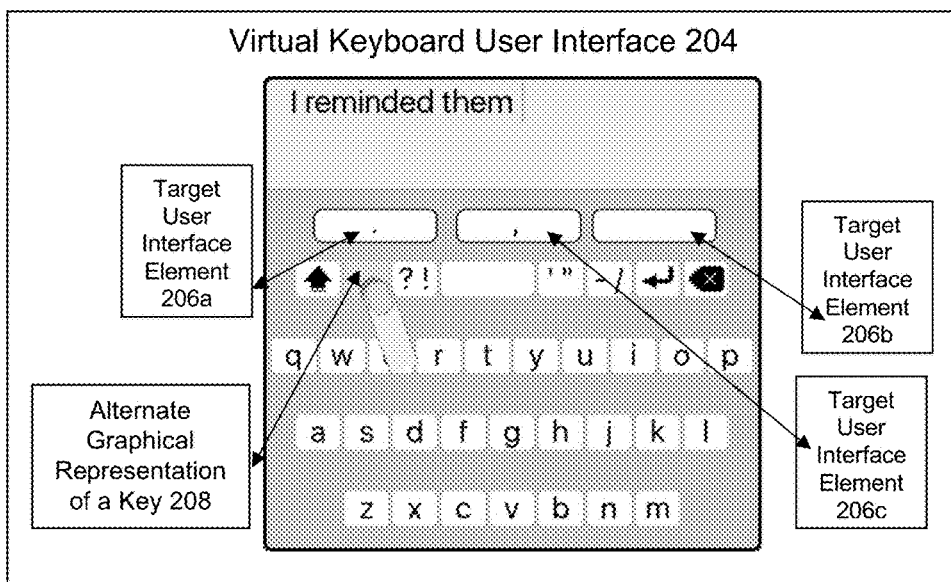 Virtual Keyboard User Interface 204
I reminded them
Target
User
Interface
Element
206a
. ,
Target
User
Interface
Element
206b
? ! ' " - /
q w r t y u i o p
Alternate
Graphical
Representation
of a Key 208
a s d f g h j k l
Target
User
Interface
Element
206c
z x c v b n m